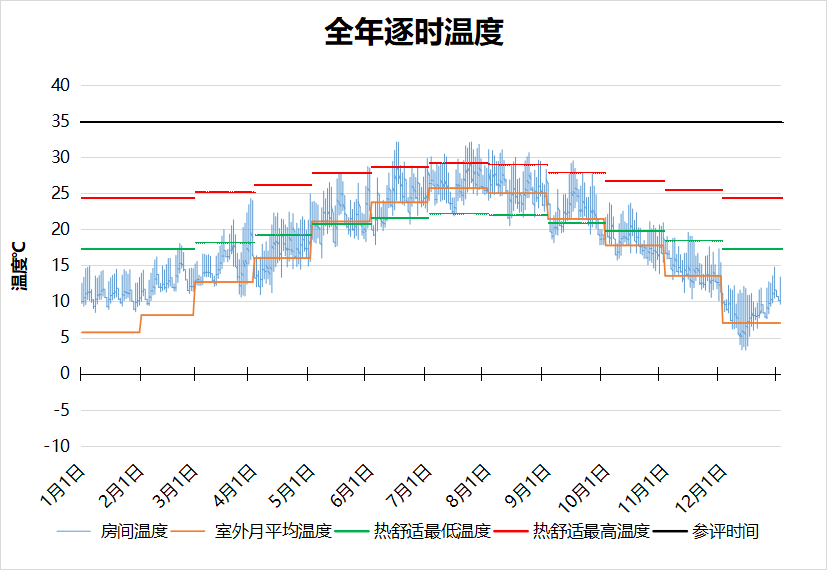 全年逐时温度
温度℃
40
35
30
25
20
15
10
5
0
-5
-10
1月1日
2月1日
3月1日
4月1日
5月1日
6月1日
7月1日
8月1日
9月1日
10月1日
11月1日
12月1日
房间温度 室外月平均温度 热舒适最低温度 热舒适最高温度 参评时间